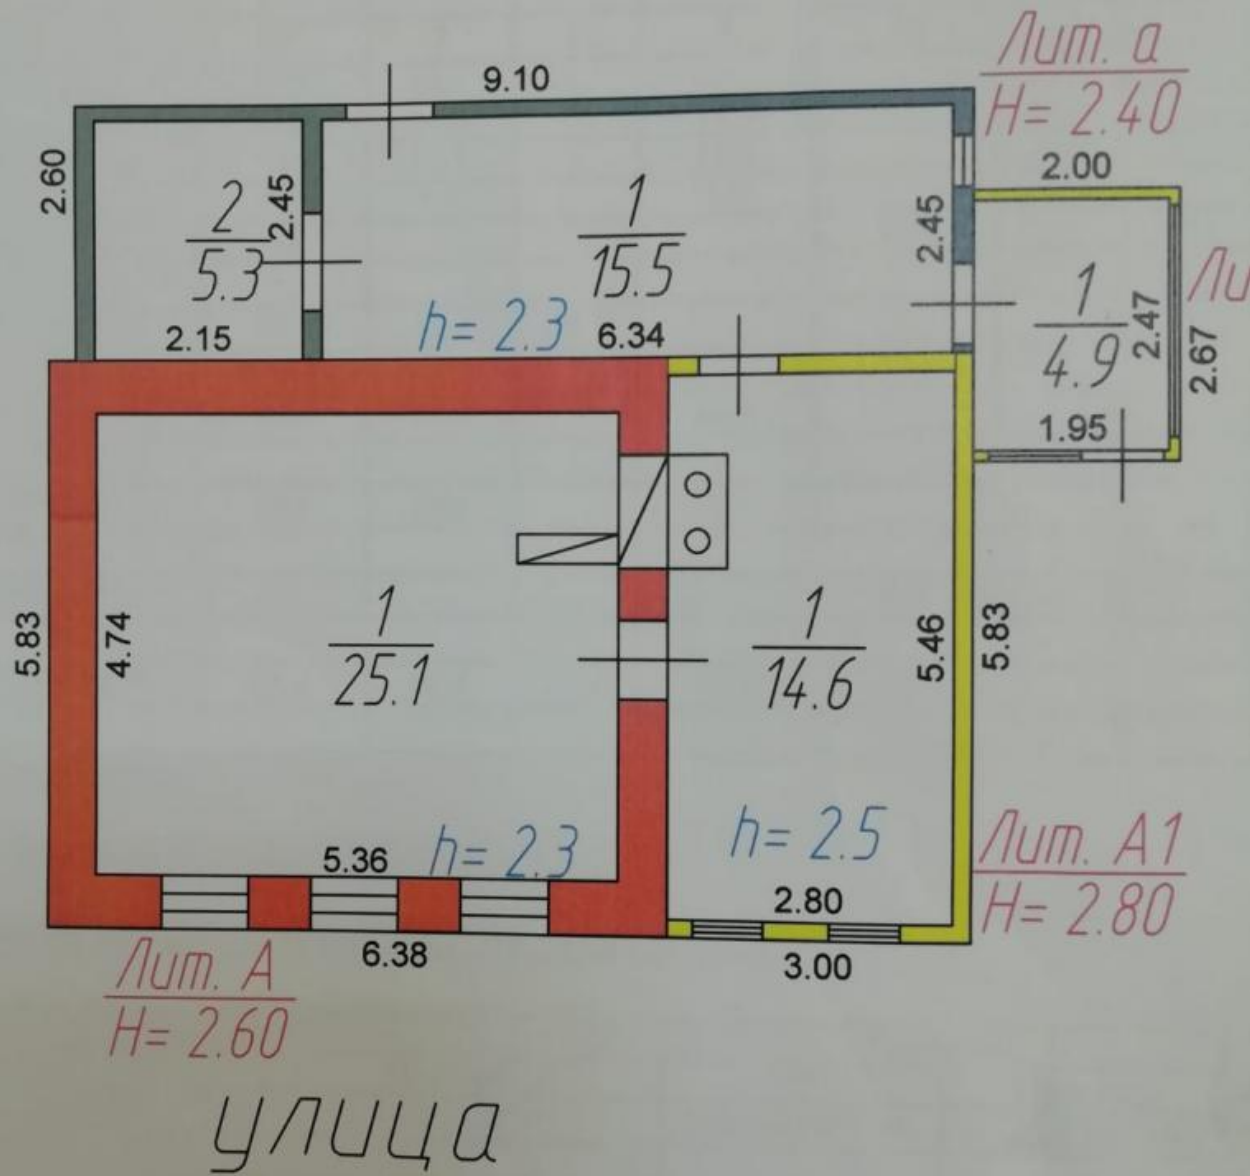 Лит. а
H= 2.40
9.10
2.00
2.60
2
5.3
2.45
2.15
1
15.5
h= 2.3
6.34
2.45
1
4.9
2.47
2.67
1.95
Ли
5.83
4.74
1
25.1
5.36
h= 2.3
6.38
1
14.6
5.46
5.83
h= 2.5
2.80
3.00
Лит. А1
H= 2.80
Лит. А
H= 2.60
улица